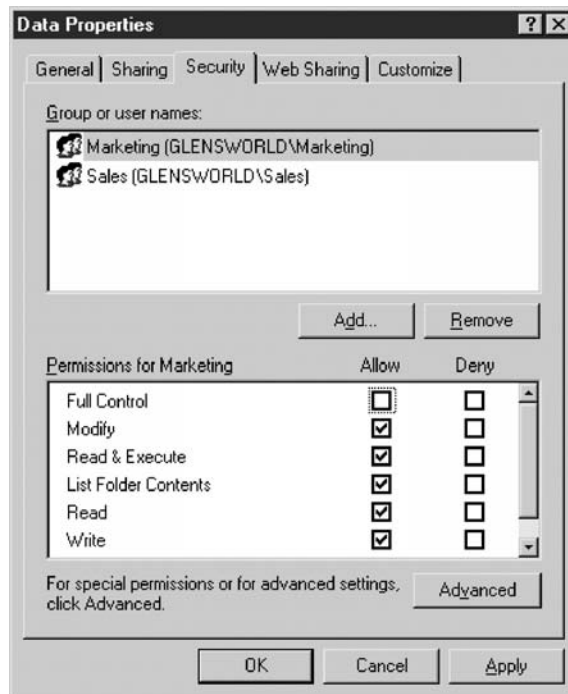 Data Properties
General Sharing Security Web Sharing Customize
Group or user names:
Marketing (GLENSWORLD\Marketing)
Sales (GLENSWORLD\Sales)
Add... Remove
Permissions for Marketing Allow Deny
Full Control
Modify
Read & Execute
List Folder Contents
Read
Write
For special permissions or for advanced settings,
click Advanced.
Advanced
OK Cancel Apply